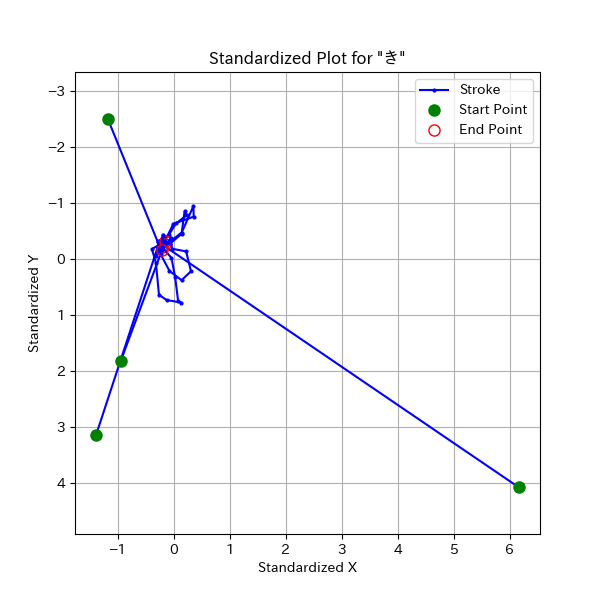 Standardized Plot for "き"
Stroke
Start Point
End Point
−3
−2
−1
0
1
2
3
4
Standardized Y
−1 0 1 2 3 4 5 6
Standardized X